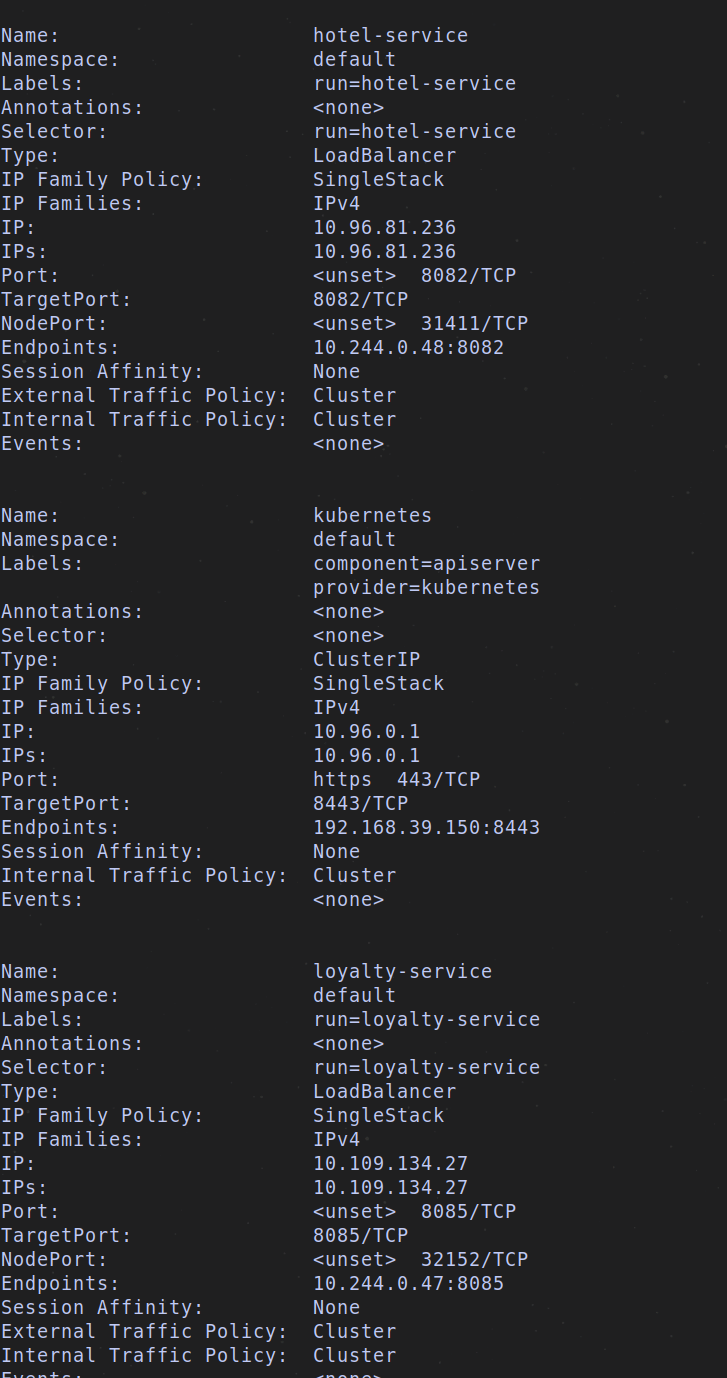 Name:                     hotel-service
Namespace:                default
Labels:                   run=hotel-service
Annotations:              <none>
Selector:                 run=hotel-service
Type:                     LoadBalancer
IP Family Policy:         SingleStack
IP Families:              IPv4
IP:                       10.96.81.236
IPs:                      10.96.81.236
Port:                     <unset>  8082/TCP
TargetPort:               8082/TCP
NodePort:                 <unset>  31411/TCP
Endpoints:                10.244.0.48:8082
Session Affinity:         None
External Traffic Policy:  Cluster
Internal Traffic Policy:  Cluster
Events:                   <none>

Name:                     kubernetes
Namespace:                default
Labels:                   component=apiserver
                          provider=kubernetes
Annotations:              <none>
Selector:                 <none>
Type:                     ClusterIP
IP Family Policy:         SingleStack
IP Families:              IPv4
IP:                       10.96.0.1
IPs:                      10.96.0.1
Port:                     https  443/TCP
TargetPort:               8443/TCP
Endpoints:                192.168.39.150:8443
Session Affinity:         None
Internal Traffic Policy:  Cluster
Events:                   <none>

Name:                     loyalty-service
Namespace:                default
Labels:                   run=loyalty-service
Annotations:              <none>
Selector:                 run=loyalty-service
Type:                     LoadBalancer
IP Family Policy:         SingleStack
IP Families:              IPv4
IP:                       10.109.134.27
IPs:                      10.109.134.27
Port:                     <unset>  8085/TCP
TargetPort:               8085/TCP
NodePort:                 <unset>  32152/TCP
Endpoints:                10.244.0.47:8085
Session Affinity:         None
External Traffic Policy:  Cluster
Internal Traffic Policy:  Cluster
Events:                   <none>